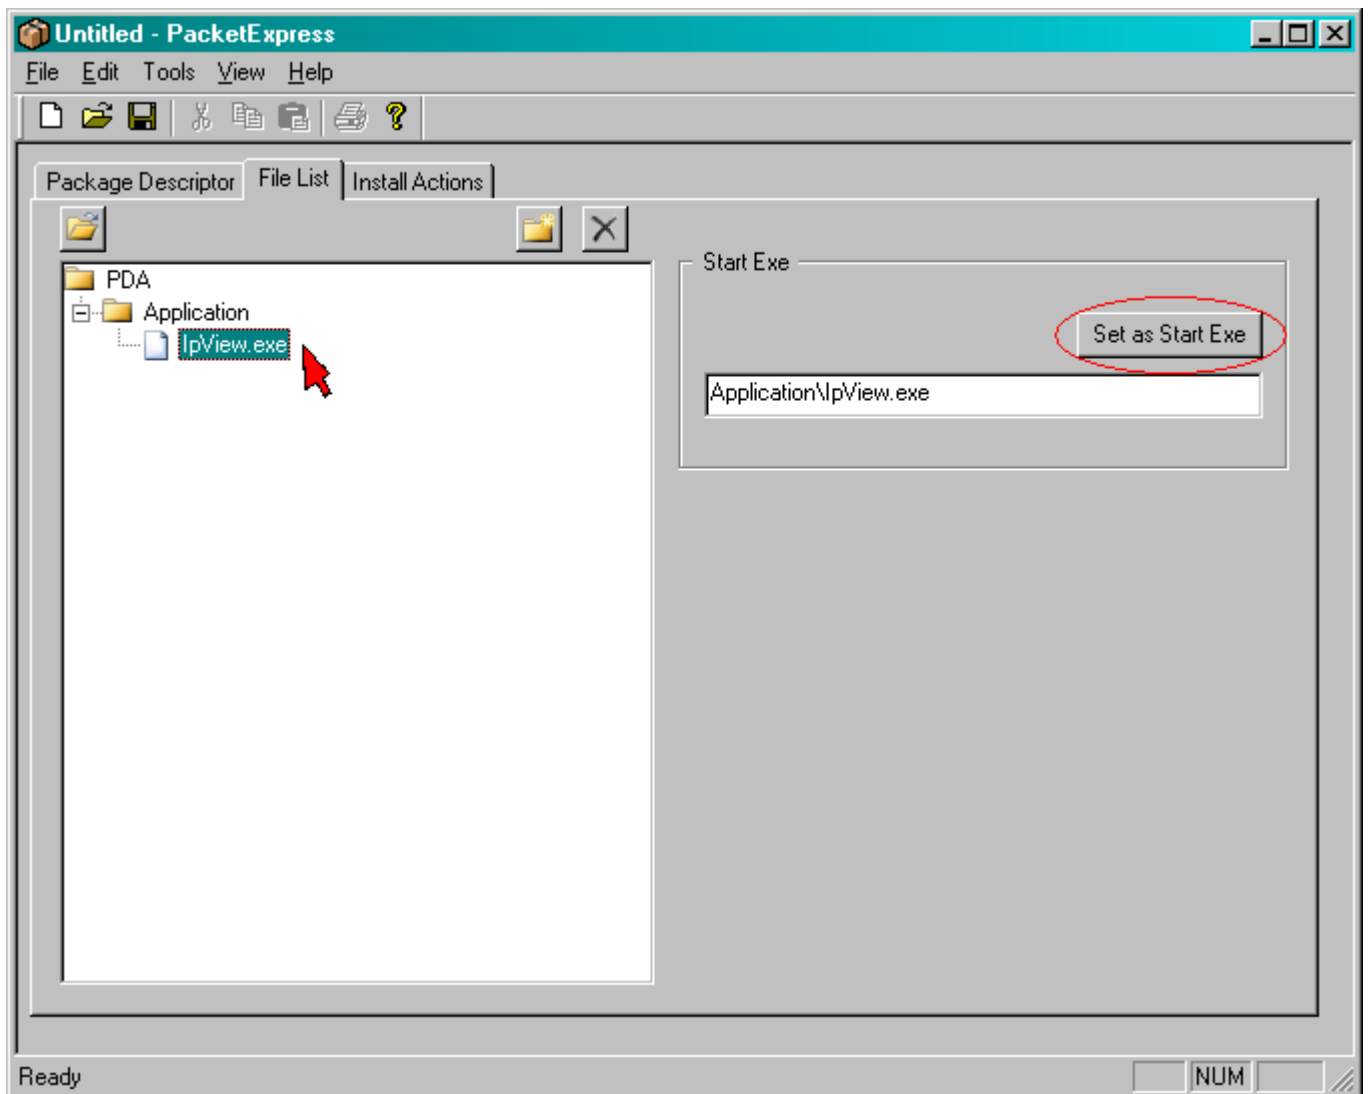 Untitled - PacketExpress
File Edit Tools View Help
Package Descriptor File List Install Actions
PDA
Application
IpView.exe
Start Exe
Set as Start Exe
Application\IpView.exe
Ready
NUM